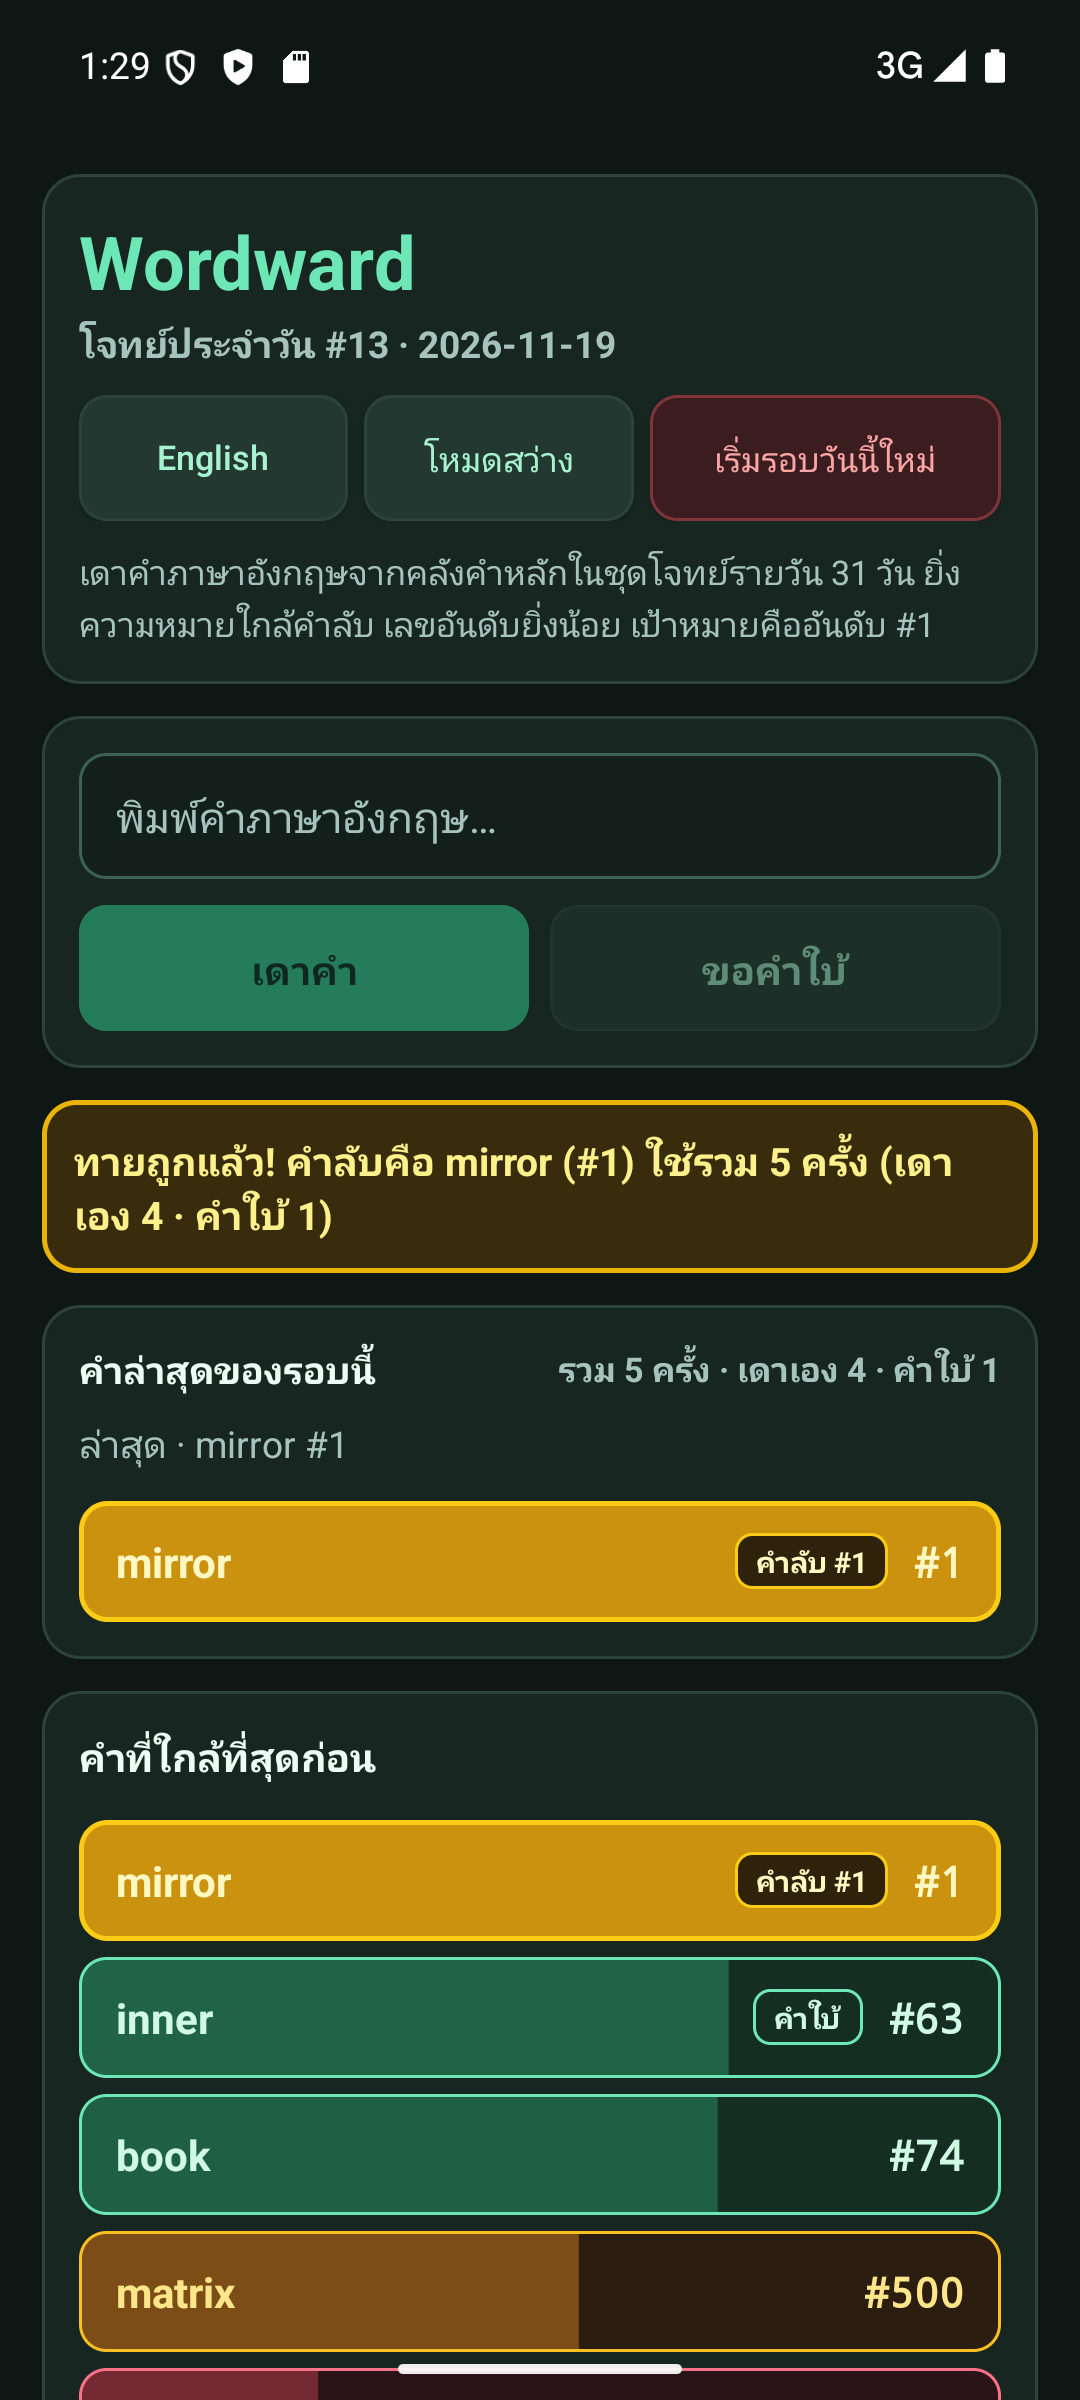 1:29
3G
Wordward
โจทย์ประจำวัน #13 · 2026-11-19
English
โหมดสว่าง
เริ่มรอบวันนี้ใหม่
เดาคำภาษาอังกฤษจากคลังคำหลักในชุดโจทย์รายวัน 31 วัน ยิ่ง
ความหมายใกล้คำลับ เลขอันดับยิ่งน้อย เป้าหมายคืออันดับ #1
พิมพ์คำภาษาอังกฤษ…
เดาคำ
ขอคำใบ้
ทายถูกแล้ว! คำลับคือ mirror (#1) ใช้รวม 5 ครั้ง (เดา
เอง 4 · คำใบ้ 1)
คำล่าสุดของรอบนี้
รวม 5 ครั้ง · เดาเอง 4 · คำใบ้ 1
ล่าสุด · mirror #1
mirror คำลับ #1 #1
คำที่ใกล้ที่สุดก่อน
mirror คำลับ #1 #1
inner คำใบ้ #63
book #74
matrix #500